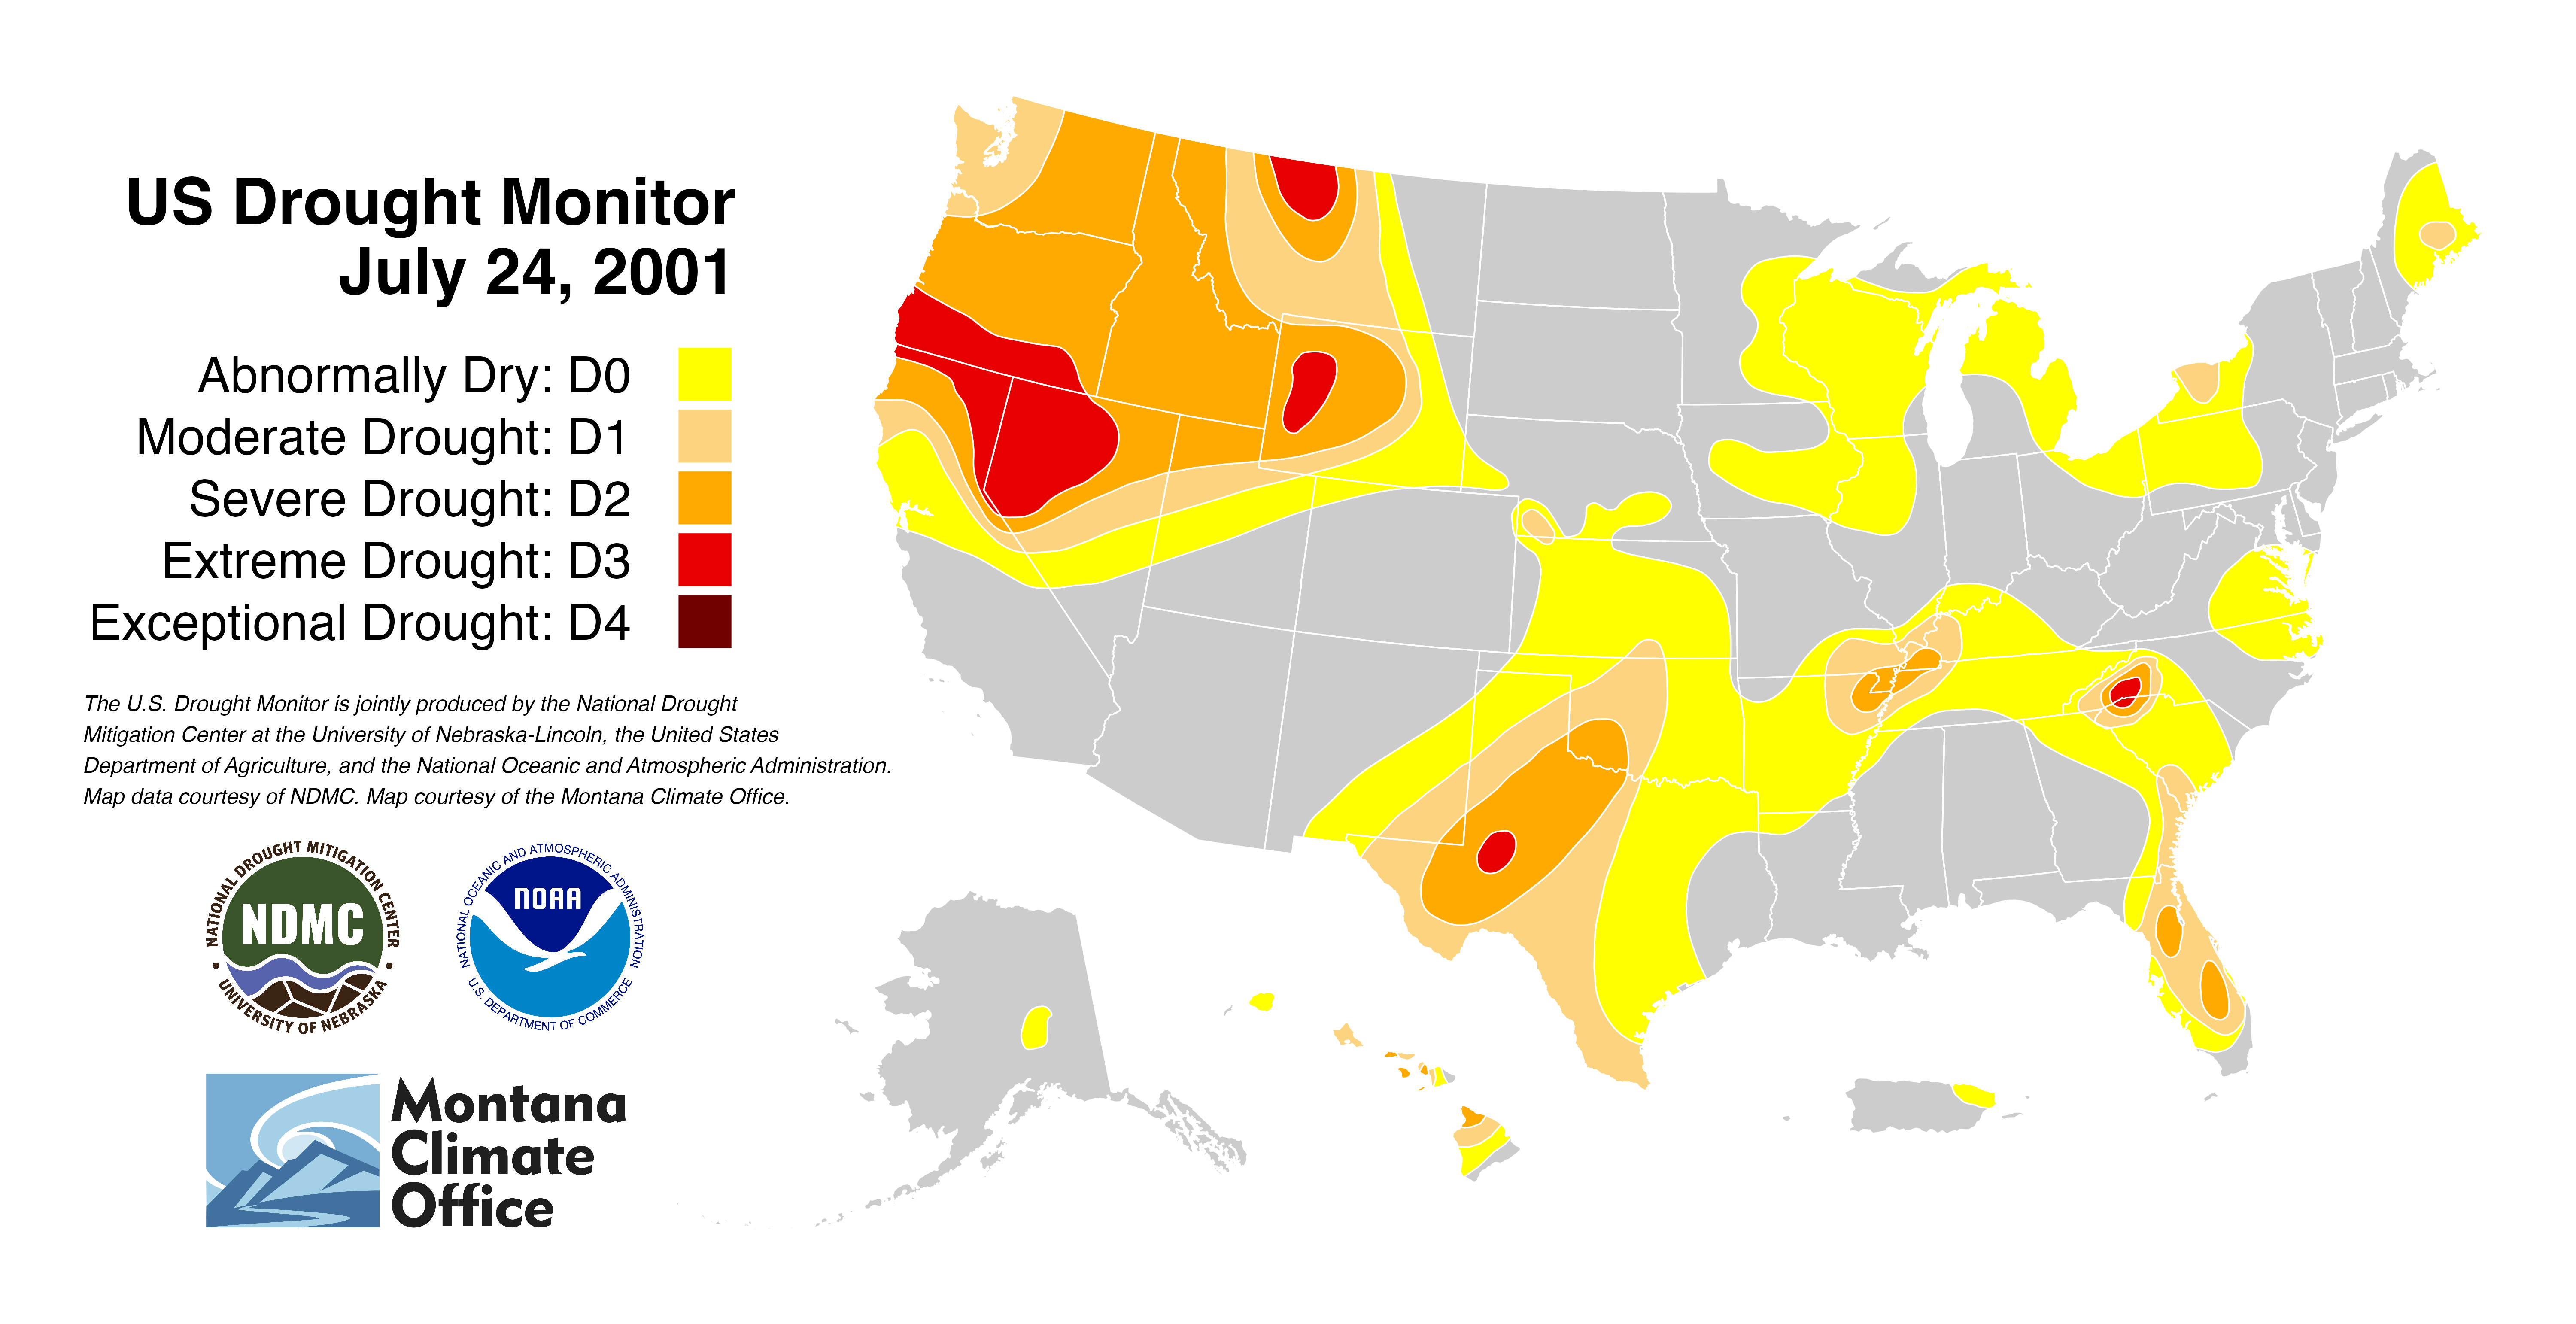 US Drought Monitor
July 24, 2001
Abnormally Dry: D0
Moderate Drought: D1
Severe Drought: D2
Extreme Drought: D3
Exceptional Drought: D4
The U.S. Drought Monitor is jointly produced by the National Drought
Mitigation Center at the University of Nebraska-Lincoln, the United States
Department of Agriculture, and the National Oceanic and Atmospheric Administration.
Map data courtesy of NDMC. Map courtesy of the Montana Climate Office.
NATIONAL DROUGHT MITIGATION CENTER
NDMC
UNIVERSITY OF NEBRASKA
NATIONAL OCEANIC AND ATMOSPHERIC ADMINISTRATION
NOAA
U.S. DEPARTMENT OF COMMERCE
Montana
Climate
Office